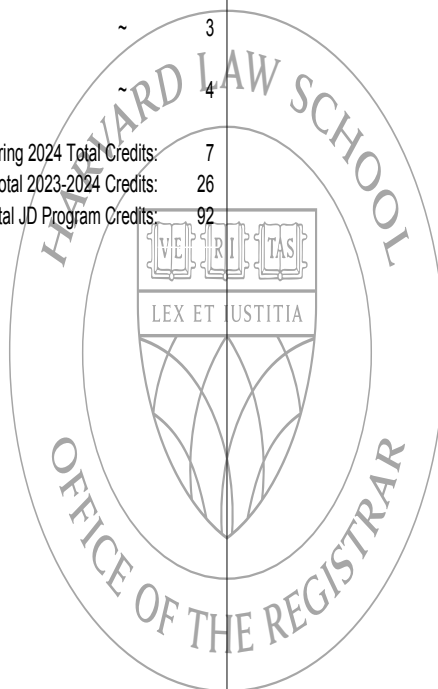 ~ 3
~ 4
ring 2024 Total Credits: 7
otal 2023-2024 Credits: 26
tal JD Program Credits: 92
HARVARD LAW SCHOOL
VE RI TAS
LEX ET IUSTITIA
OFFICE OF THE REGISTRAR